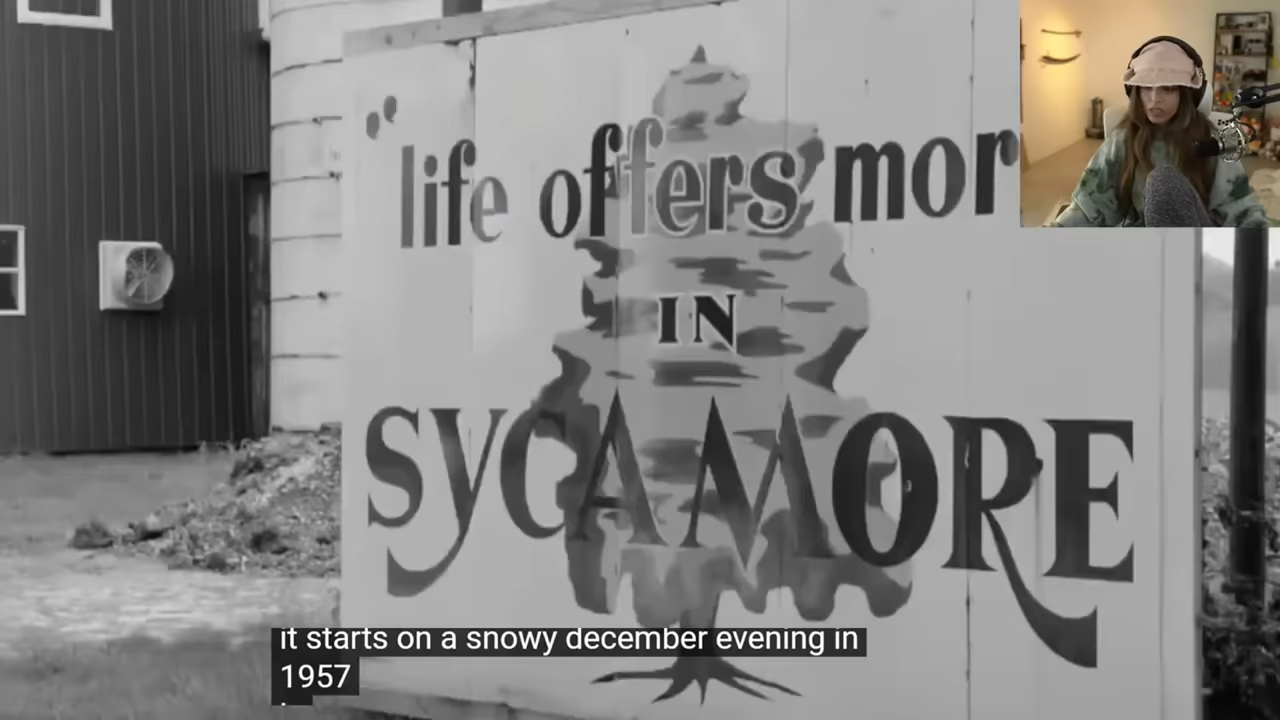 "life offers mor
IN
SYCAMORE
it starts on a snowy december evening in
1957